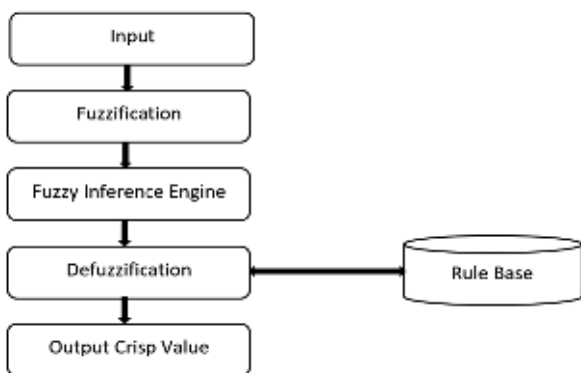 Input
Fuzzification
Fuzzy Inference Engine
Defuzzification
Rule Base
Output Crisp Value